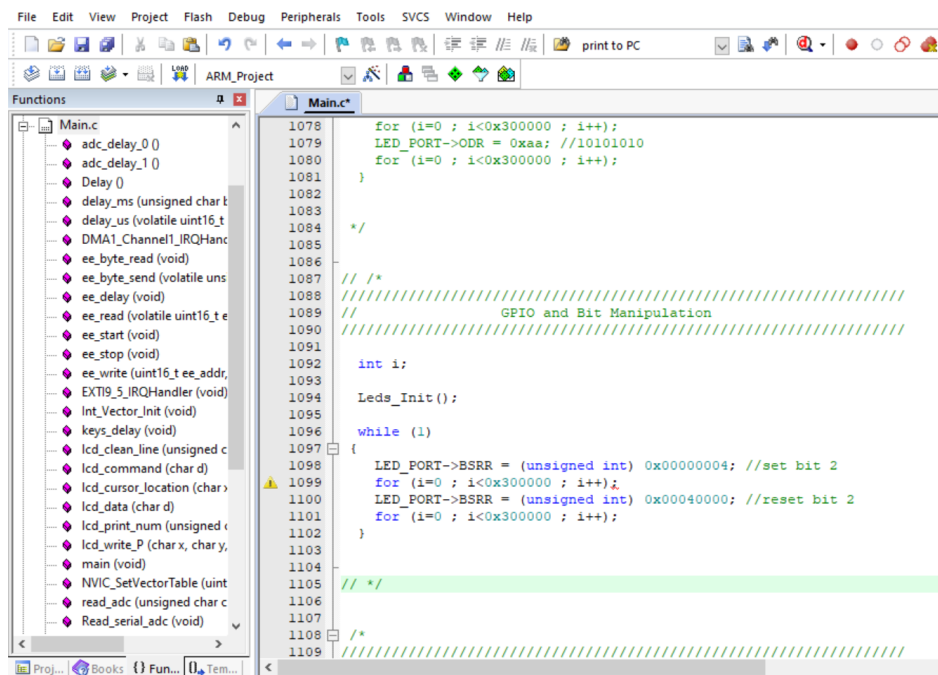 File Edit View Project Flash Debug Peripherals Tools SVCS Window Help
print to PC
LOAD ARM_Project
Functions
Main.c
adc_delay_0 ()
adc_delay_1 ()
Delay ()
delay_ms (unsigned char b
delay_us (volatile uint16_t
DMA1_Channel1_IRQHand
ee_byte_read (void)
ee_byte_send (volatile uns
ee_delay (void)
ee_read (volatile uint16_t e
ee_start (void)
ee_stop (void)
ee_write (uint16_t ee_addr,
EXTI9_5_IRQHandler (void)
Int_Vector_Init (void)
keys_delay (void)
lcd_clean_line (unsigned c
lcd_command (char d)
lcd_cursor_location (char x
lcd_data (char d)
lcd_print_num (unsigned c
lcd_write_P (char x, char y,
main (void)
NVIC_SetVectorTable (uint
read_adc (unsigned char c
Read_serial_adc (void)
Proj... Books {} Fun... 0 Tem...
Main.c*
1078 for (i=0 ; i<0x300000 ; i++);
1079 LED_PORT->ODR = 0xaa; //10101010
1080 for (i=0 ; i<0x300000 ; i++);
1081 }
1082
1083
1084 */
1085
1086
1087 // /*
1088 ////////////////////////////////////////////////////////////////////
1089 // GPIO and Bit Manipulation
1090 ////////////////////////////////////////////////////////////////////
1091
1092 int i;
1093
1094 Leds_Init();
1095
1096 while (1)
1097 {
1098 LED_PORT->BSRR = (unsigned int) 0x00000004; //set bit 2
1099 for (i=0 ; i<0x300000 ; i++);
1100 LED_PORT->BSRR = (unsigned int) 0x00040000; //reset bit 2
1101 for (i=0 ; i<0x300000 ; i++);
1102 }
1103
1104
1105 // */
1106
1107
1108 /*
1109 ////////////////////////////////////////////////////////////////////